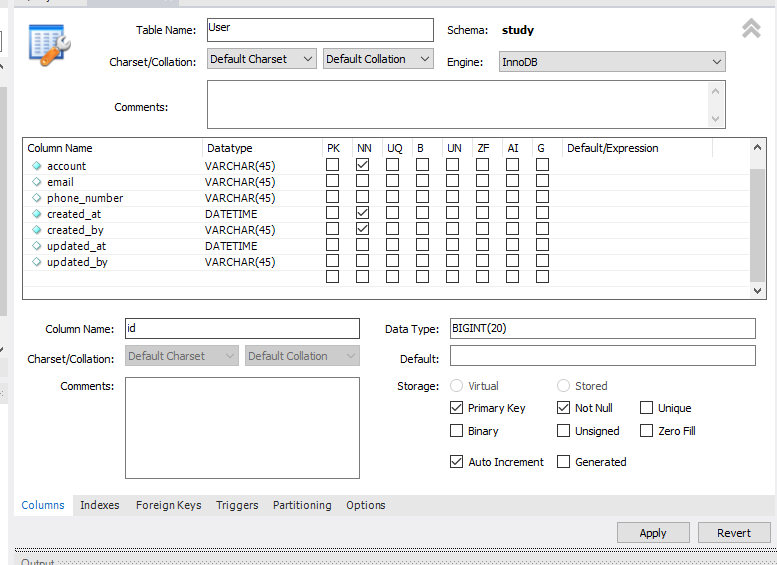 Table Name: User Schema: study
Charset/Collation: Default Charset Default Collation Engine: InnoDB
Comments:
Column Name Datatype PK NN UQ B UN ZF AI G Default/Expression
account VARCHAR(45)
email VARCHAR(45)
phone_number VARCHAR(45)
created_at DATETIME
created_by VARCHAR(45)
updated_at DATETIME
updated_by VARCHAR(45)
Column Name: id Data Type: BIGINT(20)
Charset/Collation: Default Charset Default Collation Default:
Comments: Storage: Virtual Stored
Primary Key Not Null Unique
Binary Unsigned Zero Fill
Auto Increment Generated
Columns Indexes Foreign Keys Triggers Partitioning Options
Apply Revert
Output